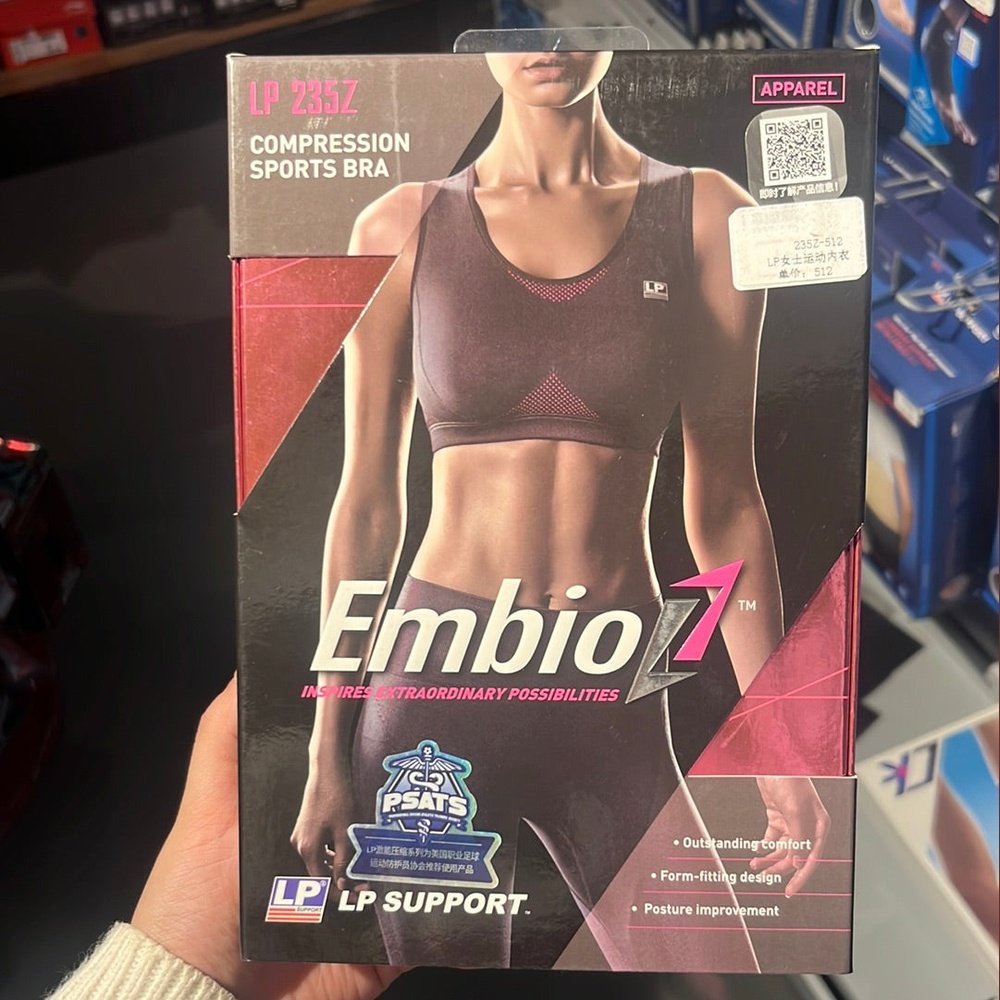 LP 235Z
COMPRESSION
SPORTS BRA
APPAREL
即时了解产品信息!
235Z-512
LP女士运动内衣
单价: 512
LP
Embio
TM
INSPIRES EXTRAORDINARY POSSIBILITIES
PSATS
LP激能压缩系列为美国职业足球
运动防护员协会推荐使用产品
LP®
SUPPORT
LP SUPPORT™
• Outstanding comfort
• Form-fitting design
• Posture improvement